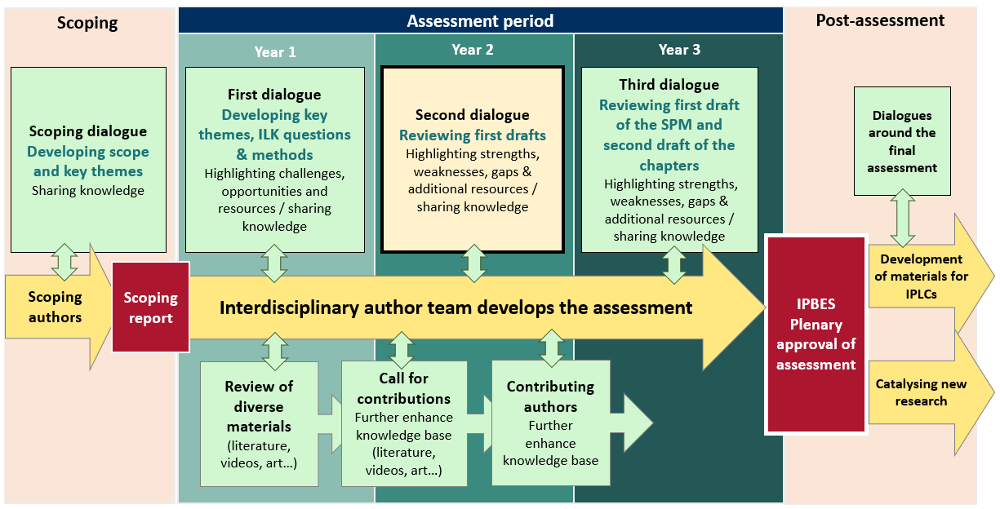 Scoping
Assessment period
Post-assessment
Year 1
Year 2
Year 3
Scoping dialogue
Developing scope
and key themes
Sharing knowledge
First dialogue
Developing key
themes, ILK questions
& methods
Highlighting challenges,
opportunities and
resources / sharing
knowledge
Second dialogue
Reviewing first drafts
Highlighting strengths,
weaknesses, gaps &
additional resources /
sharing knowledge
Third dialogue
Reviewing first draft
of the SPM and
second draft of the
chapters
Highlighting strengths,
weaknesses, gaps &
additional resources /
sharing knowledge
Dialogues
around the
final
assessment
Scoping
authors
Scoping
report
Interdisciplinary author team develops the assessment
IPBES
Plenary
approval of
assessment
Development
of materials for
IPLCs
Catalysing new
research
Review of
diverse
materials
(literature,
videos, art…)
Call for
contributions
Further enhance
knowledge base
(literature,
videos, art…)
Contributing
authors
Further
enhance
knowledge base